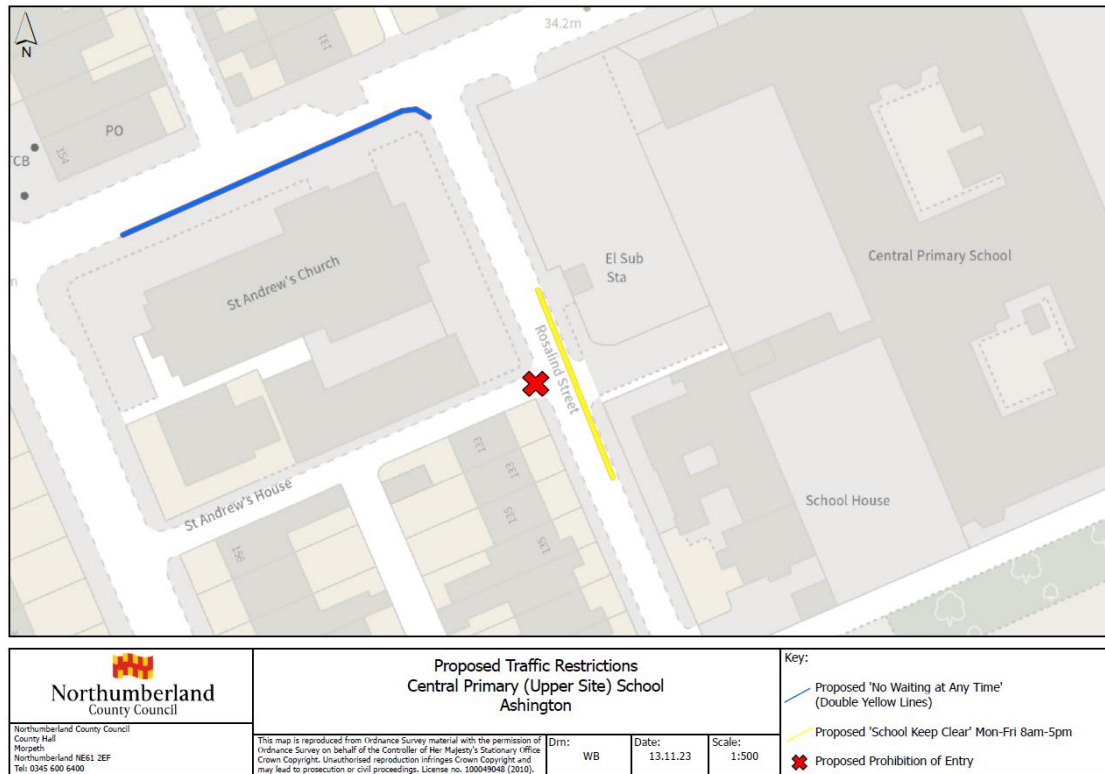 34.2m
131
N
PO
154
TCB
El Sub
Sta
Central Primary School
St Andrew's Church
Rosalind Street
133
133
School House
St Andrew's House
135
156
135
Northumberland
County Council
Northumberland County Council
County Hall
Morpeth
Northumberland NE61 2EF
Tel: 0345 600 6400
Proposed Traffic Restrictions
Central Primary (Upper Site) School
Ashington
This map is reproduced from Ordnance Survey material with the permission of
Ordnance Survey on behalf of the Controller of Her Majesty's Stationary Office
Crown Copyright. Unauthorised reproduction infringes Crown Copyright and
may lead to prosecution or civil proceedings. License no. 100049048 (2010).
Drn:
WB
Date:
13.11.23
Scale:
1:500
Key:
Proposed 'No Waiting at Any Time'
(Double Yellow Lines)
Proposed 'School Keep Clear' Mon-Fri 8am-5pm
Proposed Prohibition of Entry